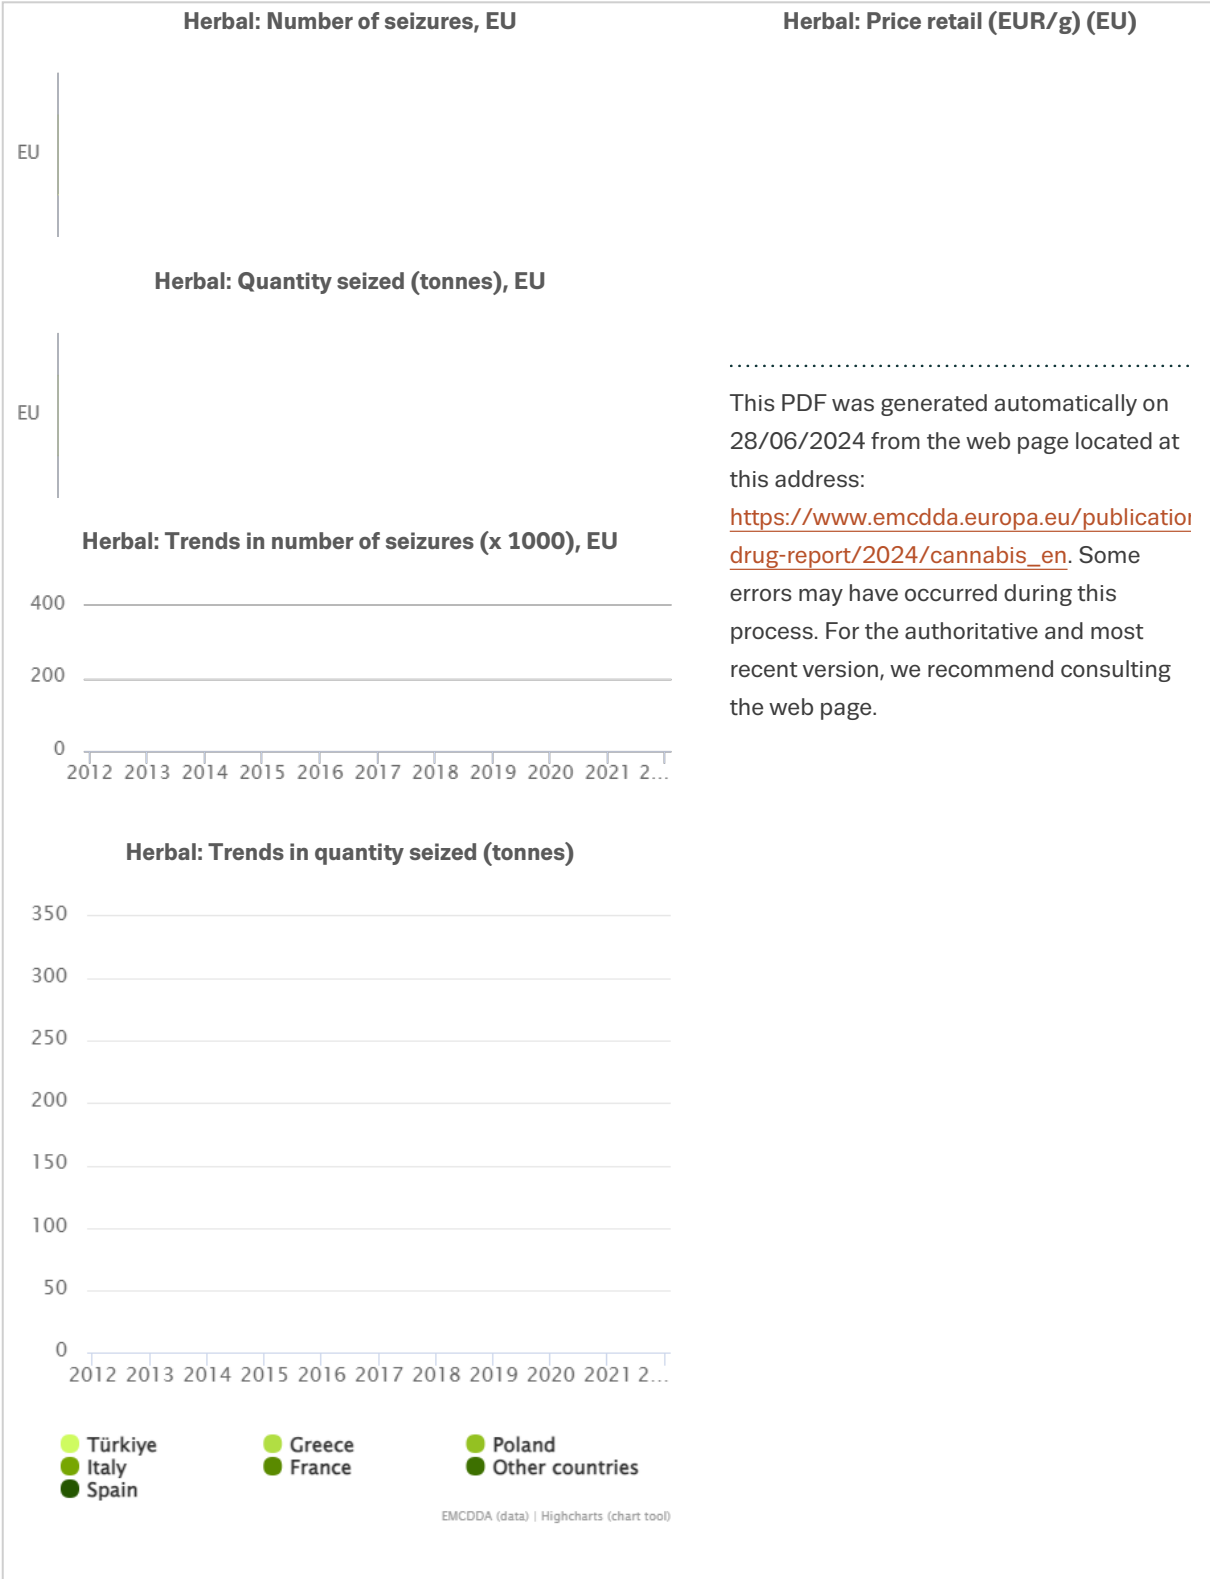 Herbal: Number of seizures, EU
EU
Herbal: Quantity seized (tonnes), EU
EU
Herbal: Trends in number of seizures (x 1000), EU
400
200
0
2012 2013 2014 2015 2016 2017 2018 2019 2020 2021 2...
Herbal: Trends in quantity seized (tonnes)
350
300
250
200
150
100
50
0
2012 2013 2014 2015 2016 2017 2018 2019 2020 2021 2...
Türkiye Greece Poland
Italy France Other countries
Spain
EMCDDA (data) | Highcharts (chart tool)
Herbal: Price retail (EUR/g) (EU)
This PDF was generated automatically on
28/06/2024 from the web page located at
this address:
https://www.emcdda.europa.eu/publication
drug-report/2024/cannabis_en. Some
errors may have occurred during this
process. For the authoritative and most
recent version, we recommend consulting
the web page.